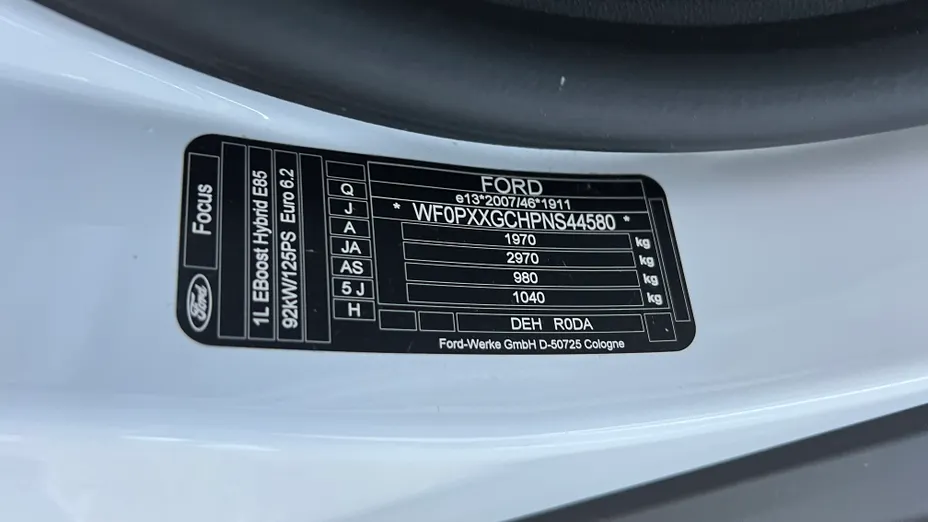 Focus
Ford
1L EBoost Hybrid E85
92kW/125PS Euro 6.2
Q
J
A
JA
AS
5 J
H
FORD
e13*2007/46*1911
* WF0PXXGCHPNS44580 *
1970 kg
2970 kg
980 kg
1040 kg
DEH R0DA
Ford-Werke GmbH D-50725 Cologne